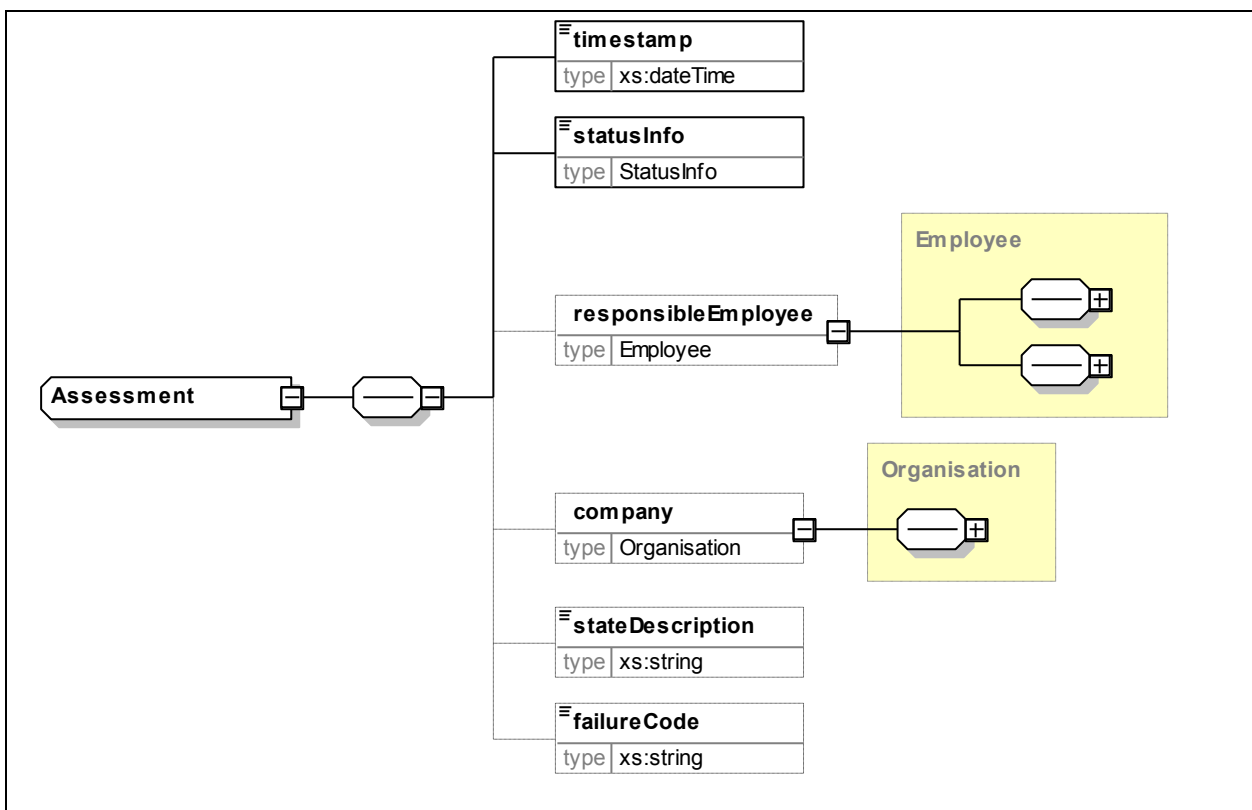 timestamp
type xs:dateTime
statusInfo
type StatusInfo
Employee
responsibleEmployee
type Employee
Assessment
Organisation
company
type Organisation
stateDescription
type xs:string
failureCode
type xs:string